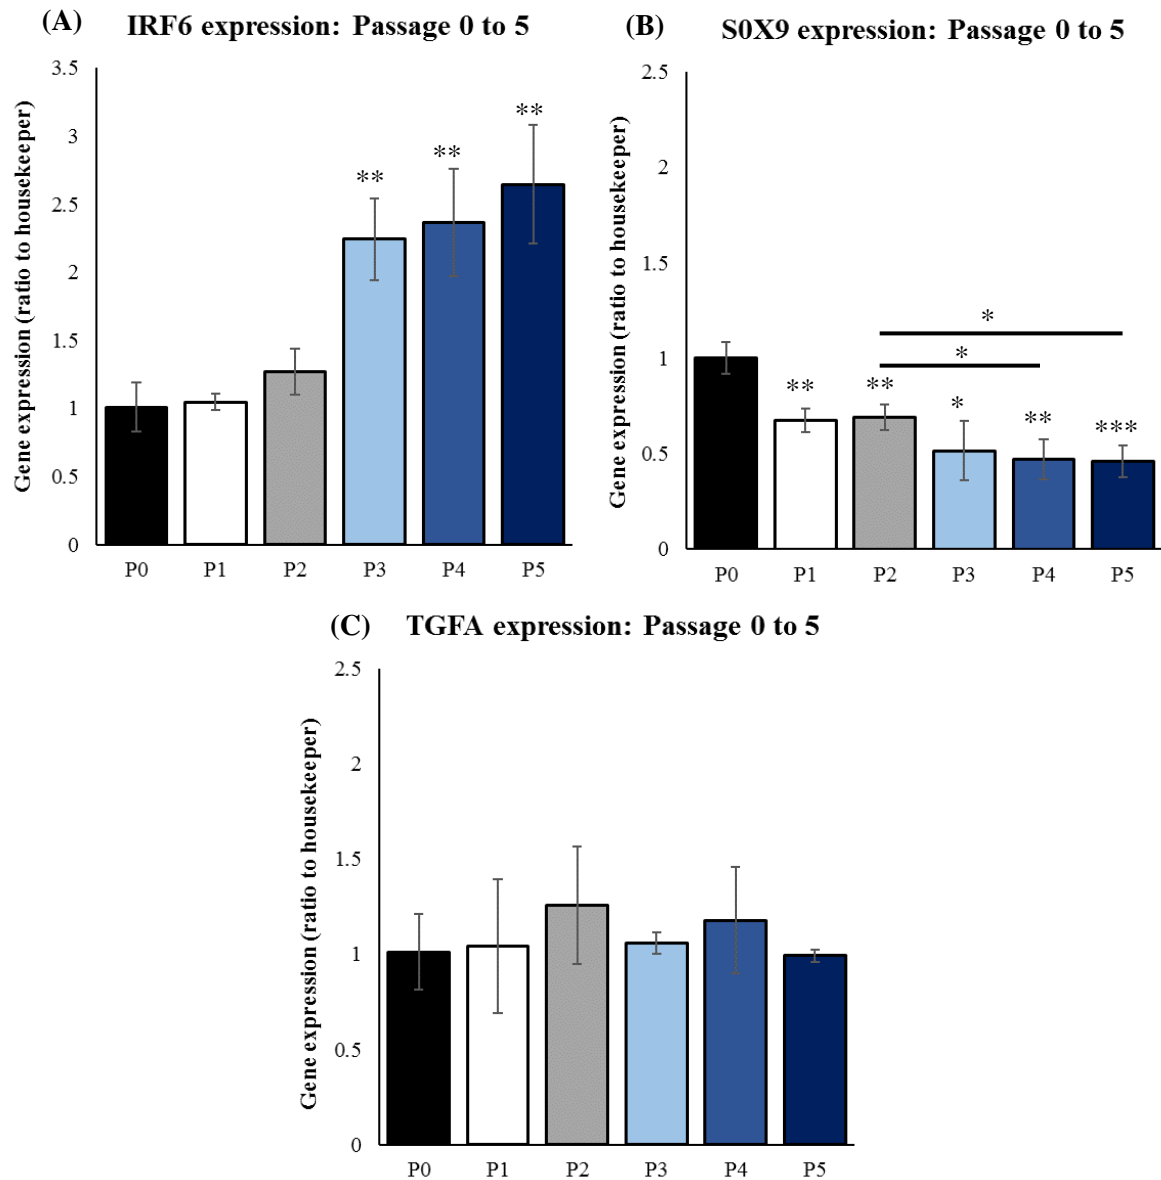 (A) IRF6 expression: Passage 0 to 5
Gene expression (ratio to housekeeper)
3.5
3
2.5
2
1.5
1
0.5
0
**
**
**
P0 P1 P2 P3 P4 P5
(B) S0X9 expression: Passage 0 to 5
Gene expression (ratio to housekeeper)
2.5
2
1.5
1
0.5
0
*
*
** ** * ** ***
P0 P1 P2 P3 P4 P5
(C) TGFA expression: Passage 0 to 5
Gene expression (ratio to housekeeper)
2.5
2
1.5
1
0.5
0
P0 P1 P2 P3 P4 P5